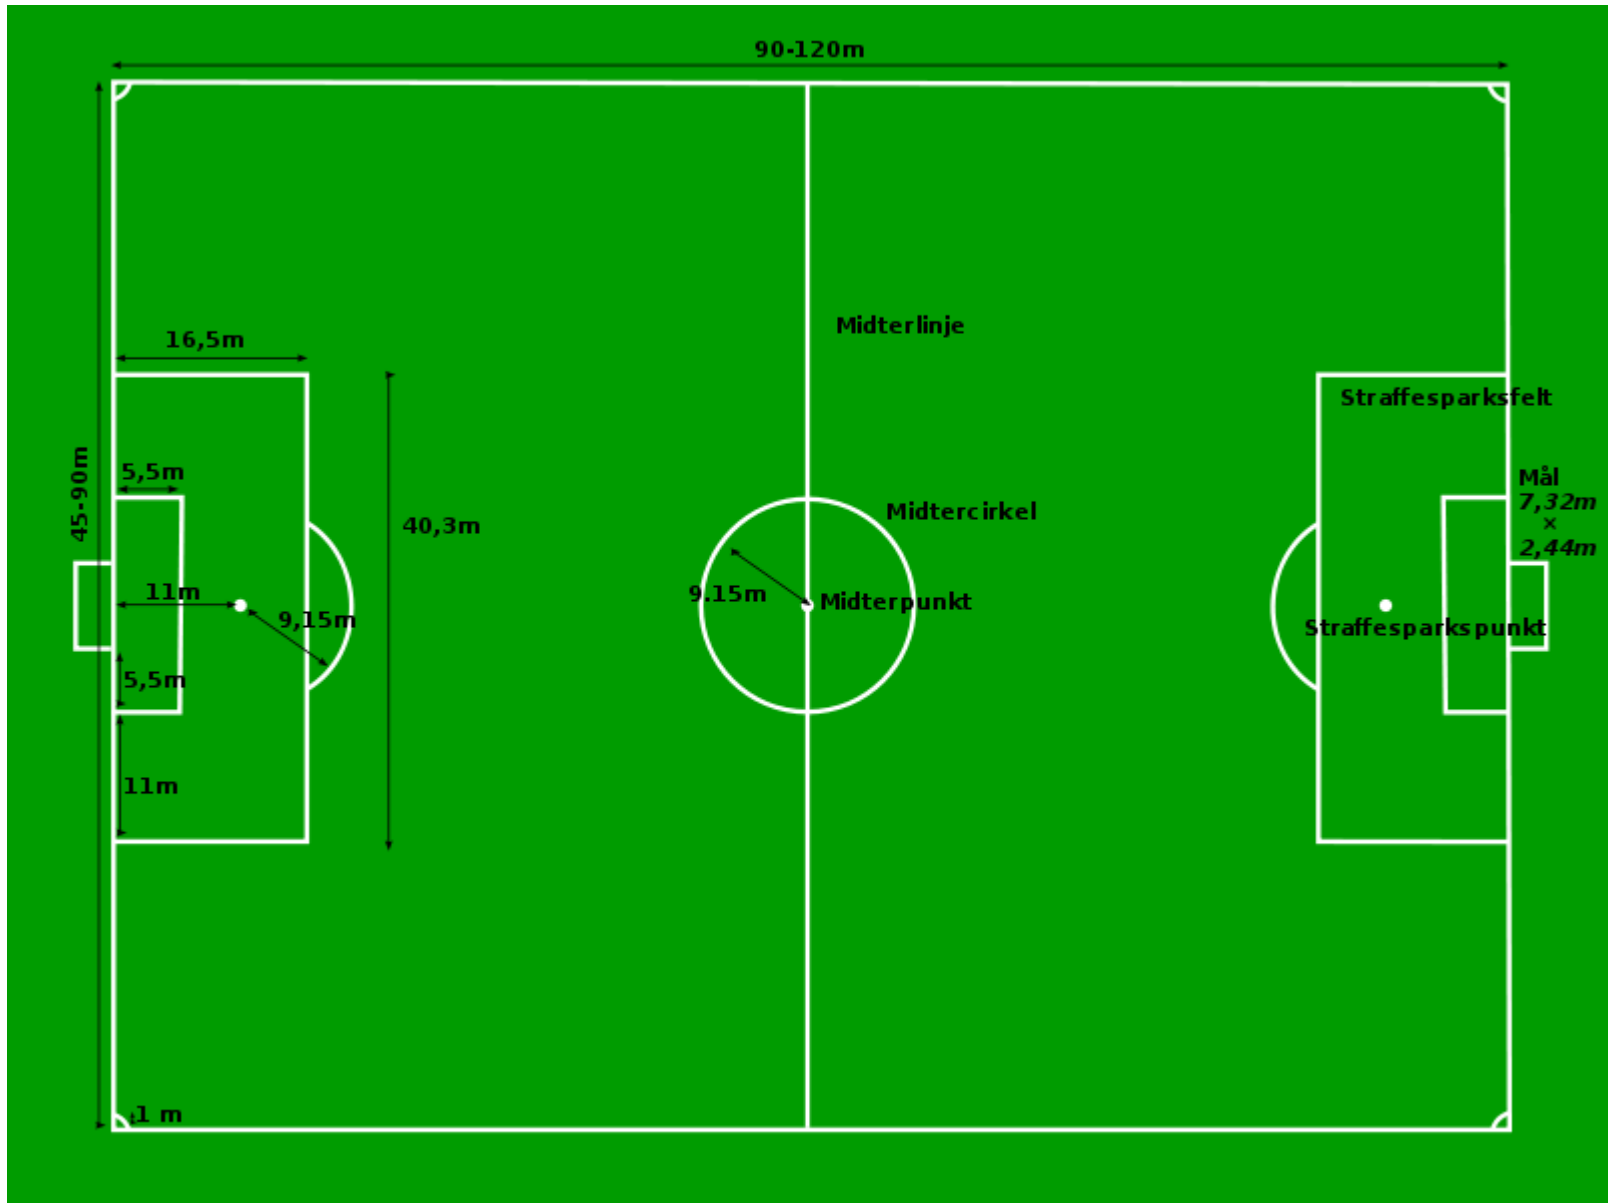 90-120m
Midterlinje
16,5m
Straffesparksfelt
45-90m
5,5m
Mål
7,32m
×
2,44m
Midtercirkel
40,3m
11m
9.15m
Midterpunkt
9,15m
Straffesparkspunkt
5,5m
11m
1 m